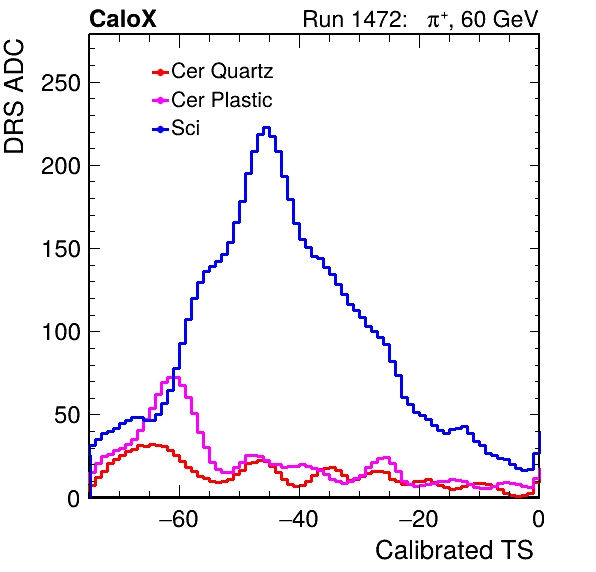 CaloX Run 1472: π⁺, 60 GeV
DRS ADC
Cer Quartz
Cer Plastic
Sci
250
200
150
100
50
0
−60 −40 −20 0
Calibrated TS